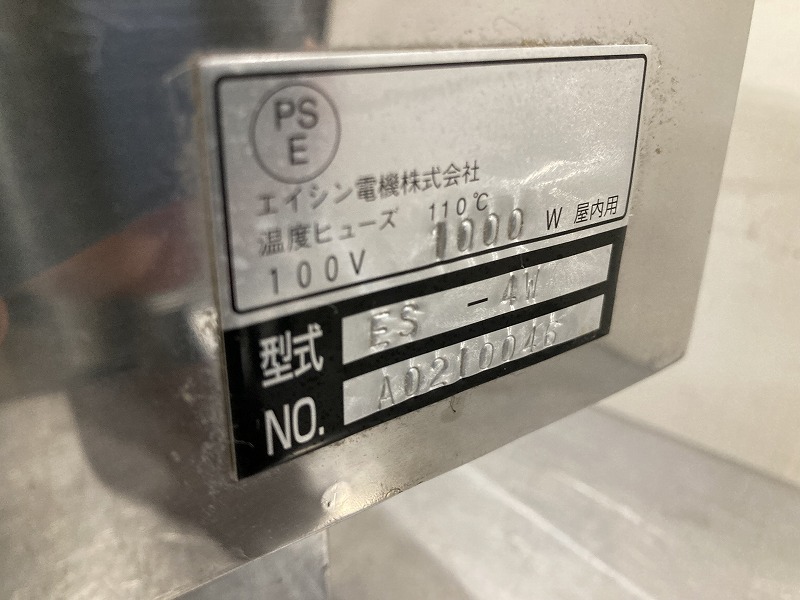 PS
E
エイシン電機株式会社
温度ヒューズ 110℃
100V 1000 W 屋内用
型式 ES -4W
NO. A0210046